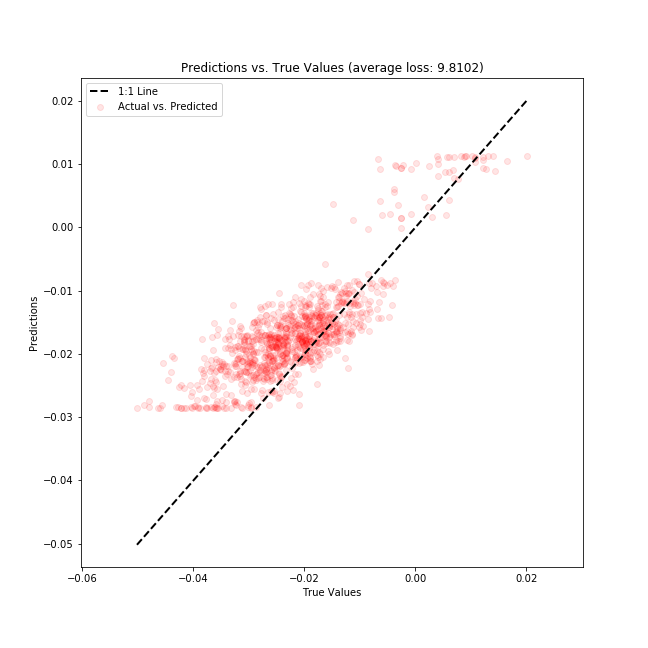 Predictions vs. True Values (average loss: 9.8102)
1:1 Line
Actual vs. Predicted
0.02
0.01
0.00
−0.01
−0.02
−0.03
−0.04
−0.05
Predictions
−0.06
−0.04
−0.02
0.00
0.02
True Values